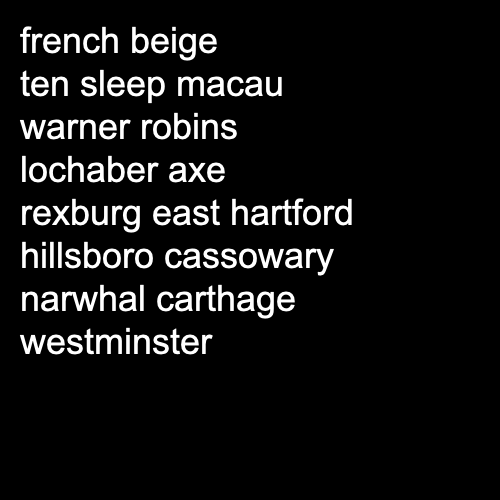 french beige
ten sleep macau
warner robins
lochaber axe
rexburg east hartford
hillsboro cassowary
narwhal carthage
westminster